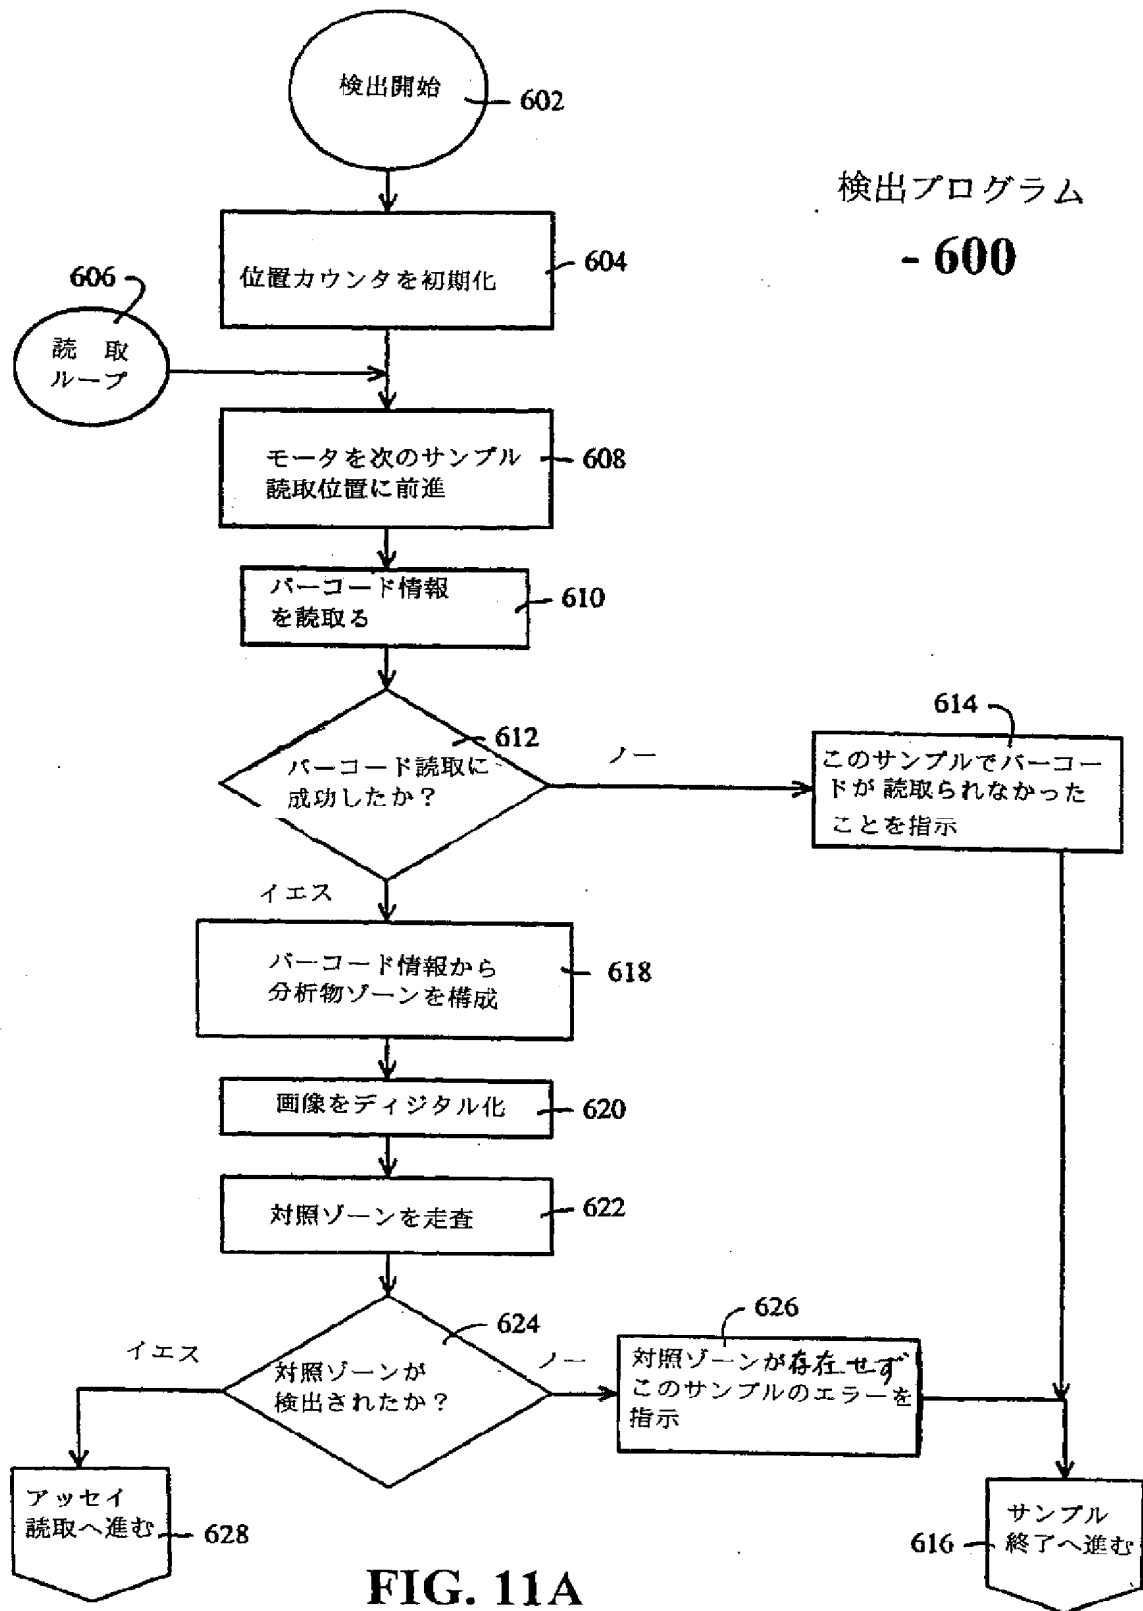 検出開始
602
検出プログラム
- 600
位置カウンタを初期化
604
606
読 取
ループ
モータを次のサンプル
読取位置に前進
608
バーコード情報
を読取る
610
612
バーコード読取に
成功したか？
ノー
614
このサンプルでバーコー
ドが読取られなかった
ことを指示
イエス
バーコード情報から
分析物ゾーンを構成
618
画像をディジタル化
620
対照ゾーンを走査
622
624
対照ゾーンが
検出されたか？
イエス
ノー
626
対照ゾーンが存在せず
このサンプルのエラーを
指示
アッセイ
読取へ進む
628
サンプル
終了へ進む
616
FIG. 11A